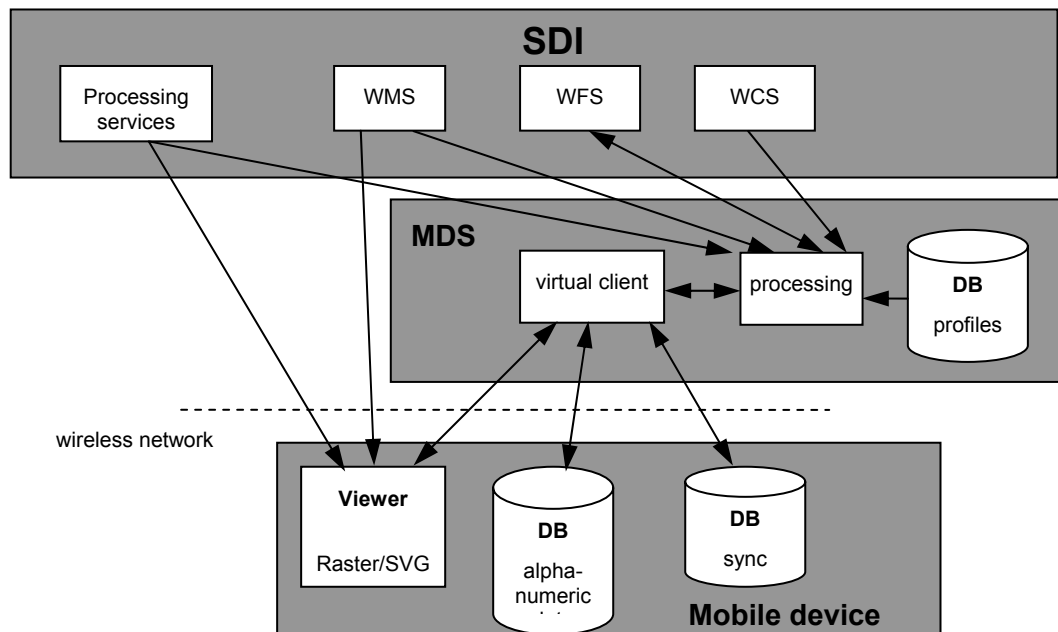 SDI
Processing
services
WMS
WFS
WCS
MDS
virtual client
processing
DB
profiles
wireless network
Viewer
Raster/SVG
DB
alpha-
numeric
DB
sync
Mobile device